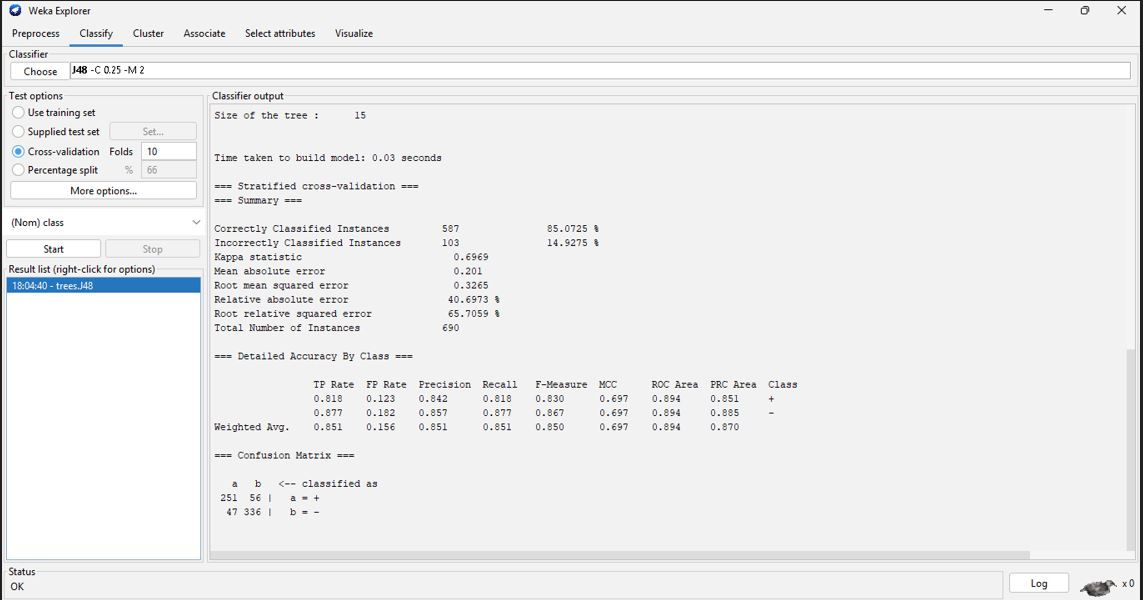 Weka Explorer
Preprocess Classify Cluster Associate Select attributes Visualize
Classifier
Choose J48 -C 0.25 -M 2
Test options
Use training set
Supplied test set Set...
Cross-validation Folds 10
Percentage split % 66
More options...
(Nom) class
Start Stop
Result list (right-click for options)
18:04:40 - trees.J48
Classifier output
Size of the tree : 15
Time taken to build model: 0.03 seconds
=== Stratified cross-validation ===
=== Summary ===
Correctly Classified Instances 587 85.0725 %
Incorrectly Classified Instances 103 14.9275 %
Kappa statistic 0.6969
Mean absolute error 0.201
Root mean squared error 0.3265
Relative absolute error 40.6973 %
Root relative squared error 65.7059 %
Total Number of Instances 690
=== Detailed Accuracy By Class ===
TP Rate FP Rate Precision Recall F-Measure MCC ROC Area PRC Area Class
0.818 0.123 0.842 0.818 0.830 0.697 0.894 0.851 +
0.877 0.182 0.857 0.877 0.867 0.697 0.894 0.885 -
Weighted Avg. 0.851 0.156 0.851 0.851 0.850 0.697 0.894 0.870
=== Confusion Matrix ===
a b <-- classified as
251 56 | a = +
47 336 | b = -
Status
OK
Log x 0